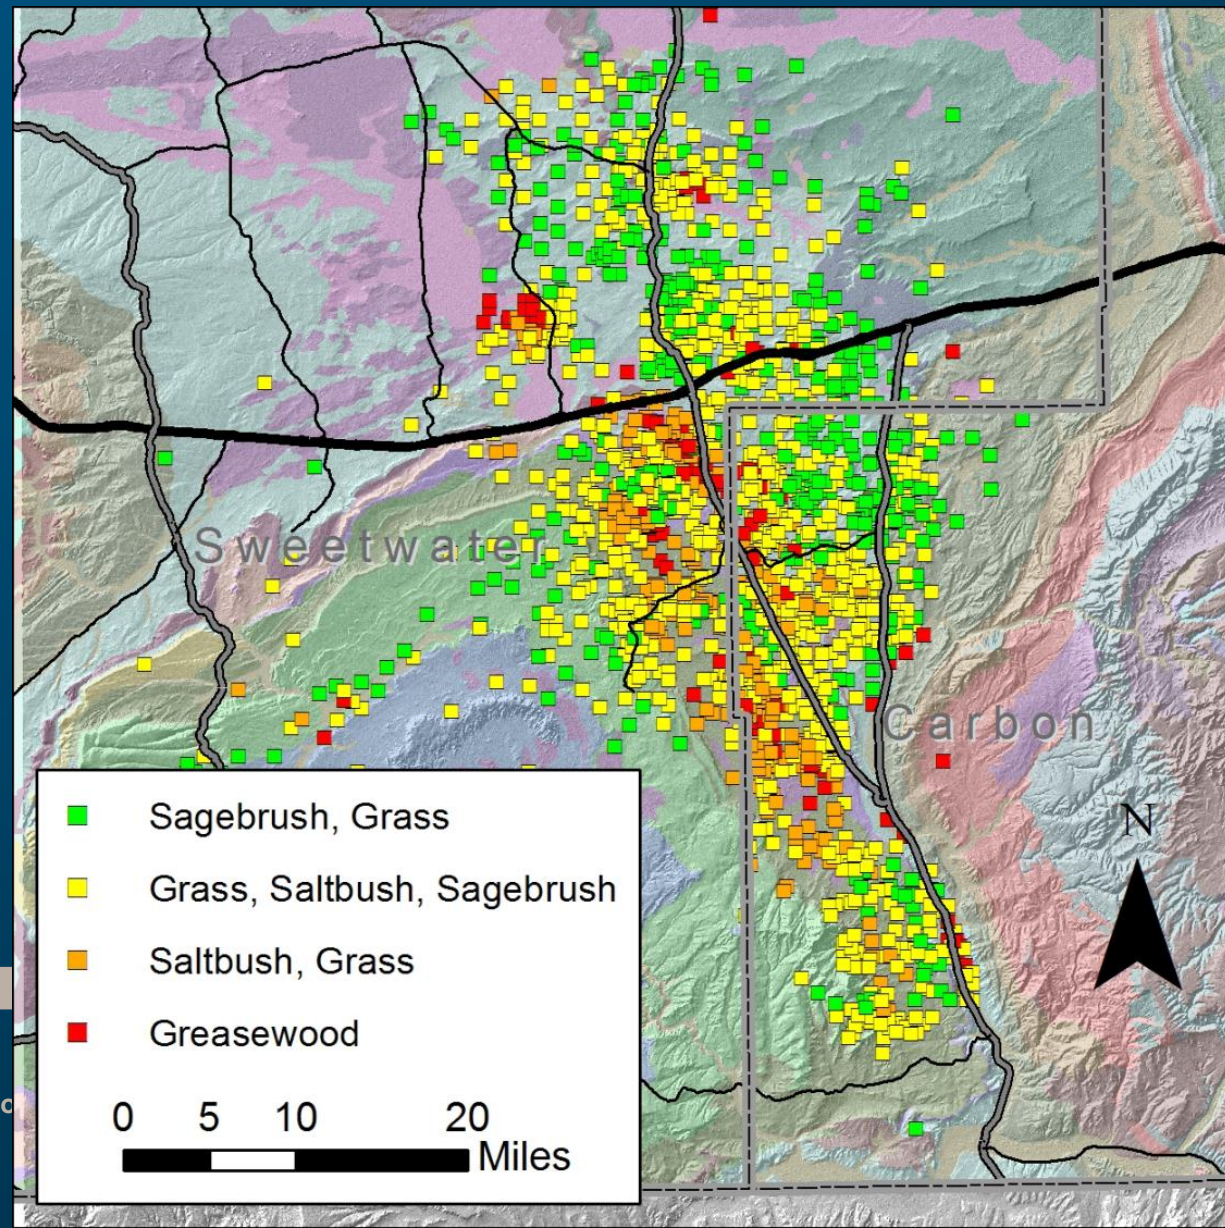 Sweetwater
Carbon
N
Sagebrush, Grass
Grass, Saltbush, Sagebrush
Saltbush, Grass
Greasewood
0 5 10 20
Miles